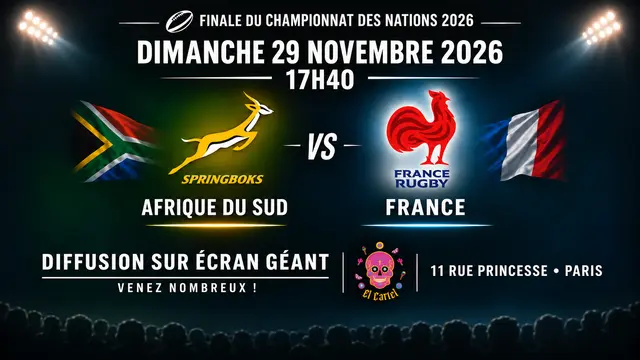 FINALE DU CHAMPIONNAT DES NATIONS 2026
DIMANCHE 29 NOVEMBRE 2026
17H40
SPRINGBOKS
VS
FRANCE
RUGBY
AFRIQUE DU SUD
FRANCE
DIFFUSION SUR ÉCRAN GÉANT
VENEZ NOMBREUX !
El Cartel
11 RUE PRINCESSE • PARIS